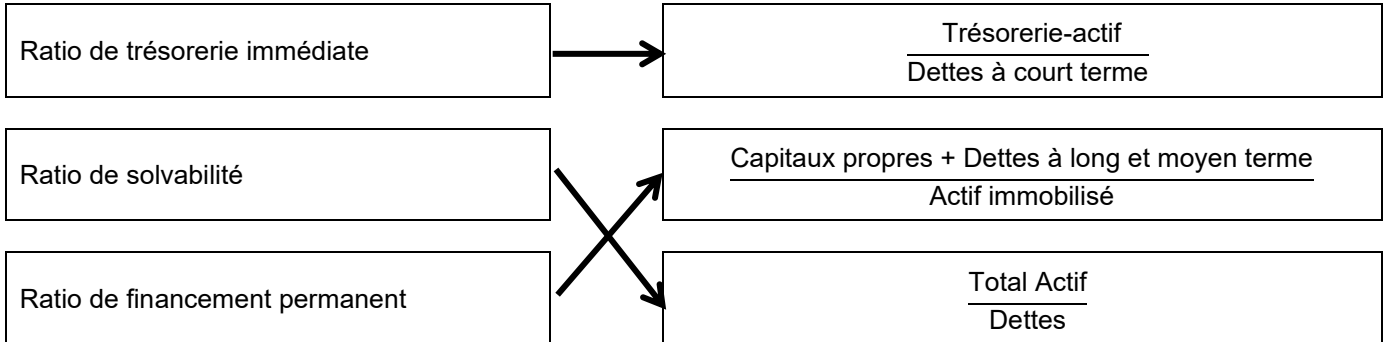 Ratio de trésorerie immédiate
Trésorerie-actif
Dettes à court terme
Ratio de solvabilité
Capitaux propres + Dettes à long et moyen terme
Actif immobilisé
Ratio de financement permanent
Total Actif
Dettes